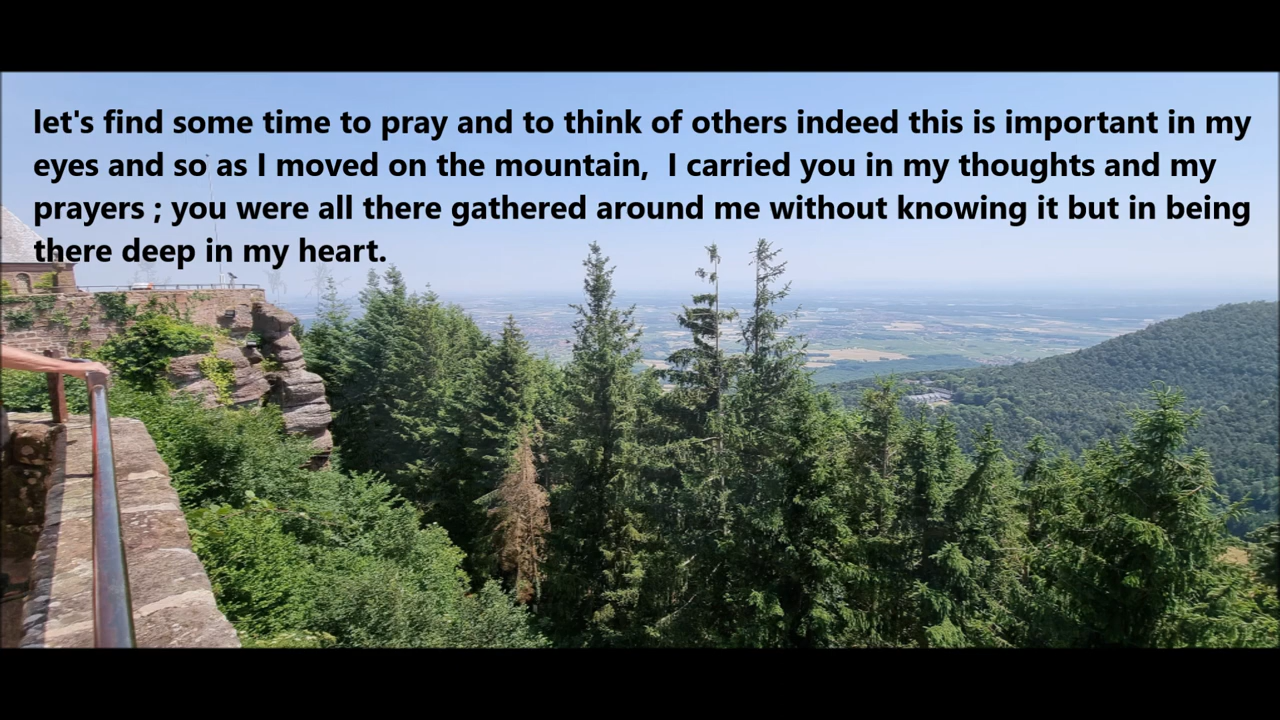 let's find some time to pray and to think of others indeed this is important in my
eyes and so as I moved on the mountain,  I carried you in my thoughts and my
prayers ; you were all there gathered around me without knowing it but in being
there deep in my heart.